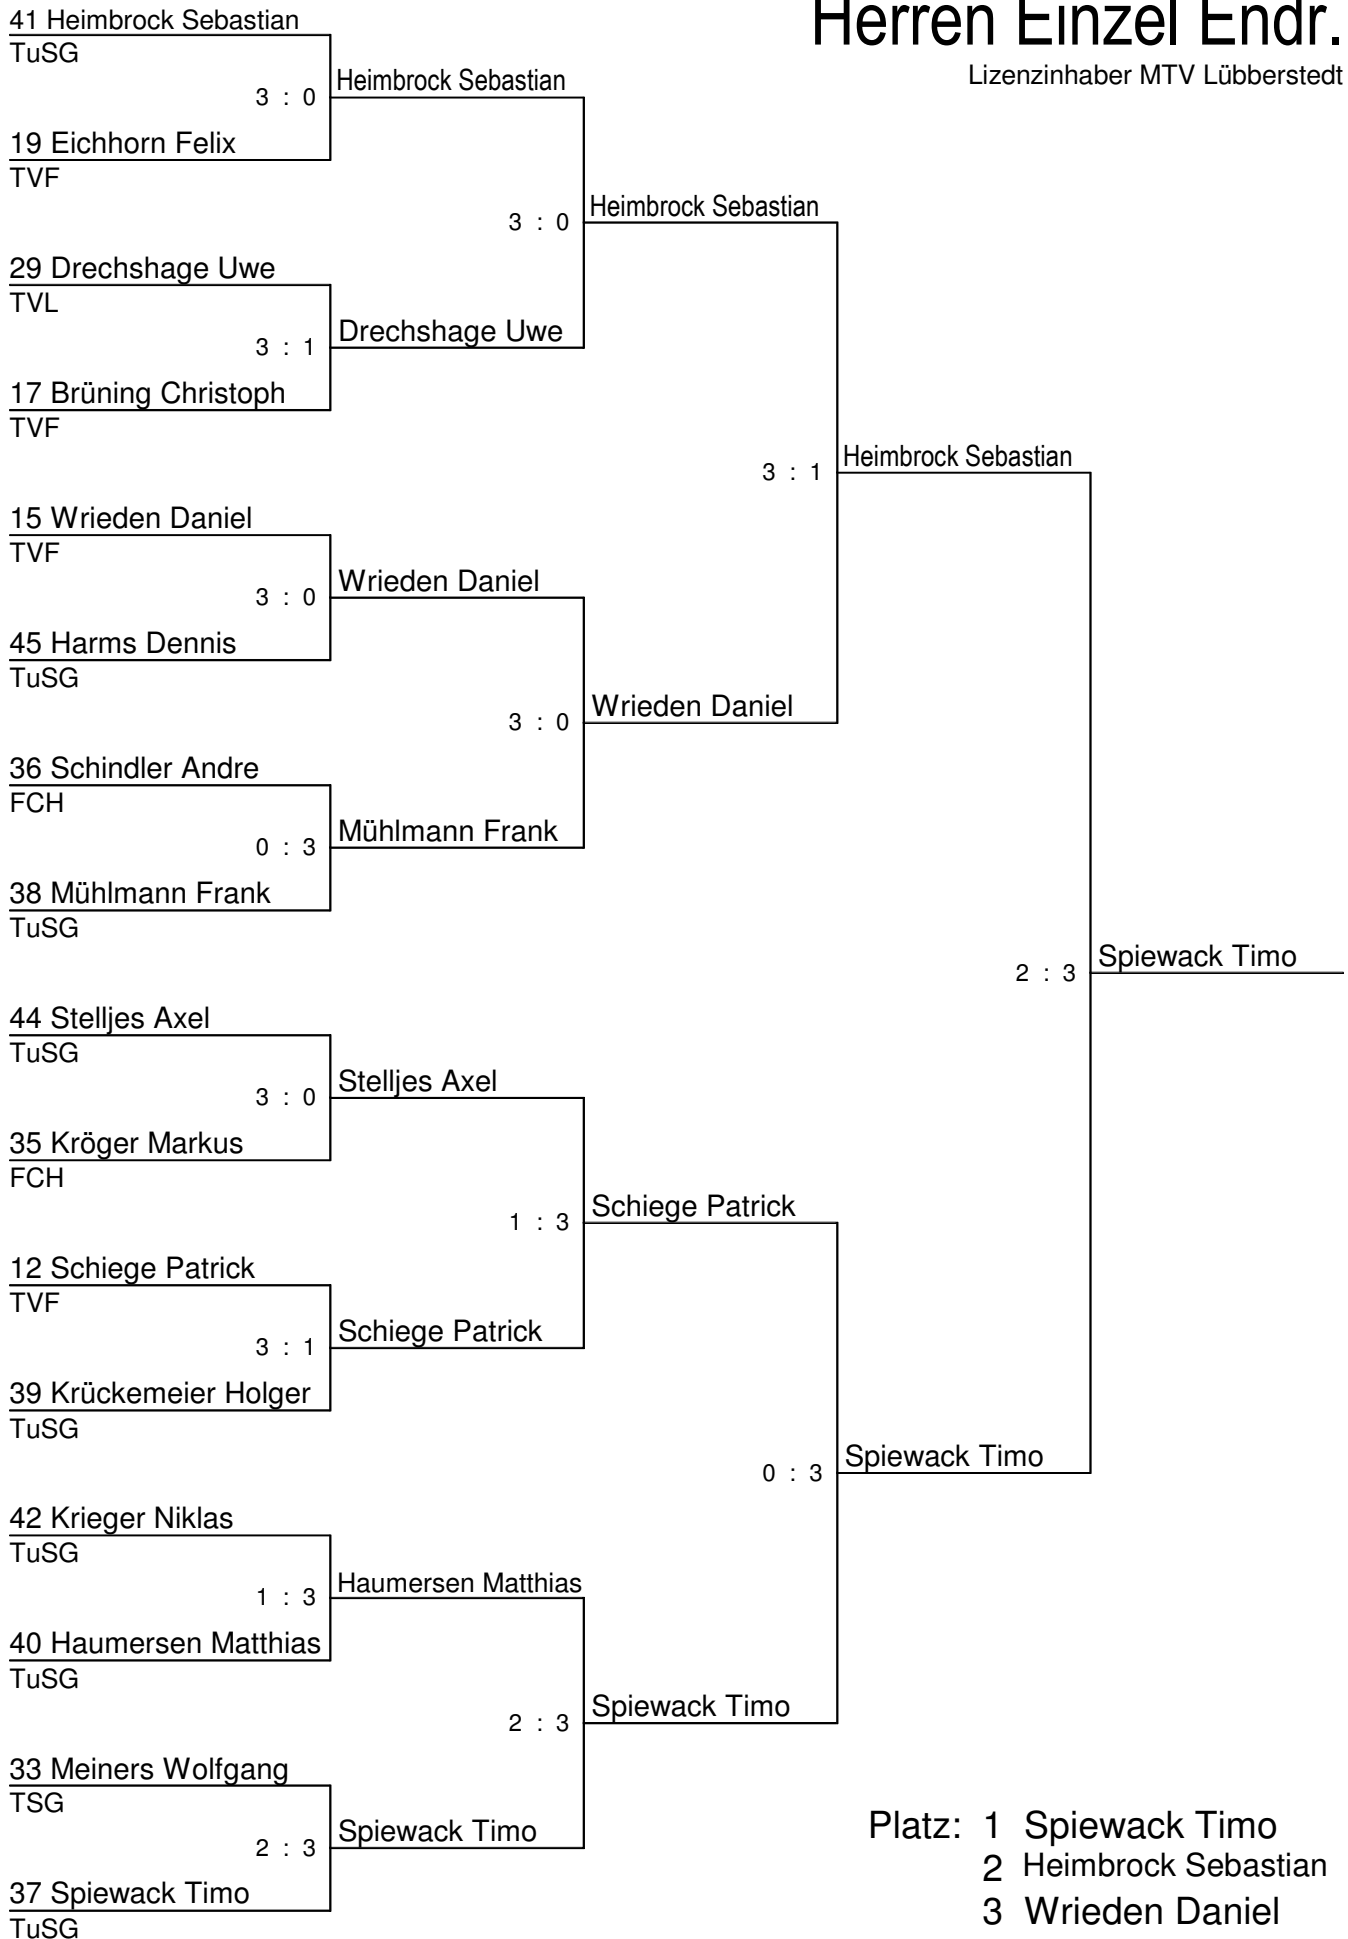 Herren Einzel Endr.
Lizenzinhaber MTV Lübberstedt
41 Heimbrock Sebastian
TuSG
3 : 0
Heimbrock Sebastian
19 Eichhorn Felix
TVF
3 : 0
Heimbrock Sebastian
29 Drechshage Uwe
TVL
3 : 1
Drechshage Uwe
17 Brüning Christoph
TVF
3 : 1
Heimbrock Sebastian
15 Wrieden Daniel
TVF
3 : 0
Wrieden Daniel
45 Harms Dennis
TuSG
3 : 0
Wrieden Daniel
36 Schindler Andre
FCH
0 : 3
Mühlmann Frank
38 Mühlmann Frank
TuSG
2 : 3
Spiewack Timo
44 Stelljes Axel
TuSG
3 : 0
Stelljes Axel
35 Kröger Markus
FCH
1 : 3
Schiege Patrick
12 Schiege Patrick
TVF
3 : 1
Schiege Patrick
39 Krückemeier Holger
TuSG
0 : 3
Spiewack Timo
42 Krieger Niklas
TuSG
1 : 3
Haumersen Matthias
40 Haumersen Matthias
TuSG
2 : 3
Spiewack Timo
33 Meiners Wolfgang
TSG
2 : 3
Spiewack Timo
37 Spiewack Timo
TuSG
Platz: 1 Spiewack Timo
2 Heimbrock Sebastian
3 Wrieden Daniel